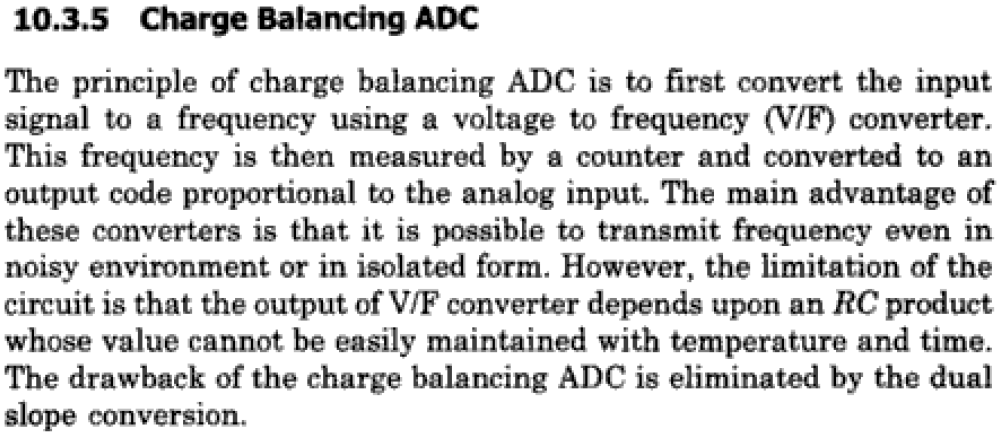 10.3.5 Charge Balancing ADC
The principle of charge balancing ADC is to first convert the input
signal to a frequency using a voltage to frequency (V/F) converter.
This frequency is then measured by a counter and converted to an
output code proportional to the analog input. The main advantage of
these converters is that it is possible to transmit frequency even in
noisy environment or in isolated form. However, the limitation of the
circuit is that the output of V/F converter depends upon an RC product
whose value cannot be easily maintained with temperature and time.
The drawback of the charge balancing ADC is eliminated by the dual
slope conversion.